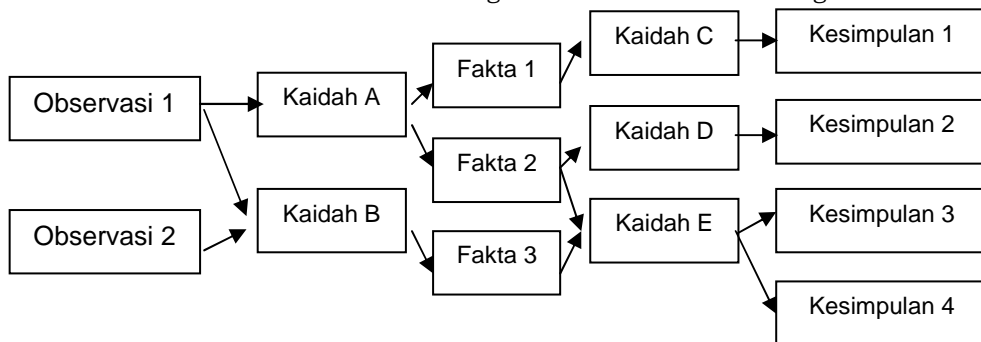 Observasi 1
Observasi 2
Kaidah A
Kaidah B
Fakta 1
Fakta 2
Fakta 3
Kaidah C
Kaidah D
Kaidah E
Kesimpulan 1
Kesimpulan 2
Kesimpulan 3
Kesimpulan 4